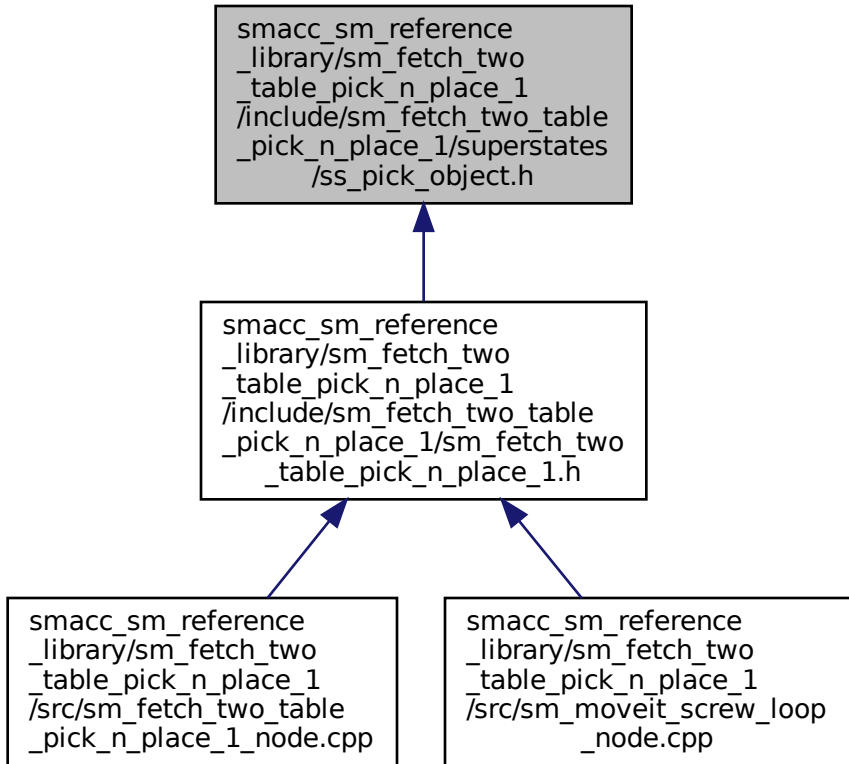 smacc_sm_reference
_library/sm_fetch_two
_table_pick_n_place_1
/include/sm_fetch_two_table
_pick_n_place_1/superstates
/ss_pick_object.h
smacc_sm_reference
_library/sm_fetch_two
_table_pick_n_place_1
/include/sm_fetch_two_table
_pick_n_place_1/sm_fetch_two
_table_pick_n_place_1.h
smacc_sm_reference
_library/sm_fetch_two
_table_pick_n_place_1
/src/sm_fetch_two_table
_pick_n_place_1_node.cpp
smacc_sm_reference
_library/sm_fetch_two
_table_pick_n_place_1
/src/sm_moveit_screw_loop
_node.cpp